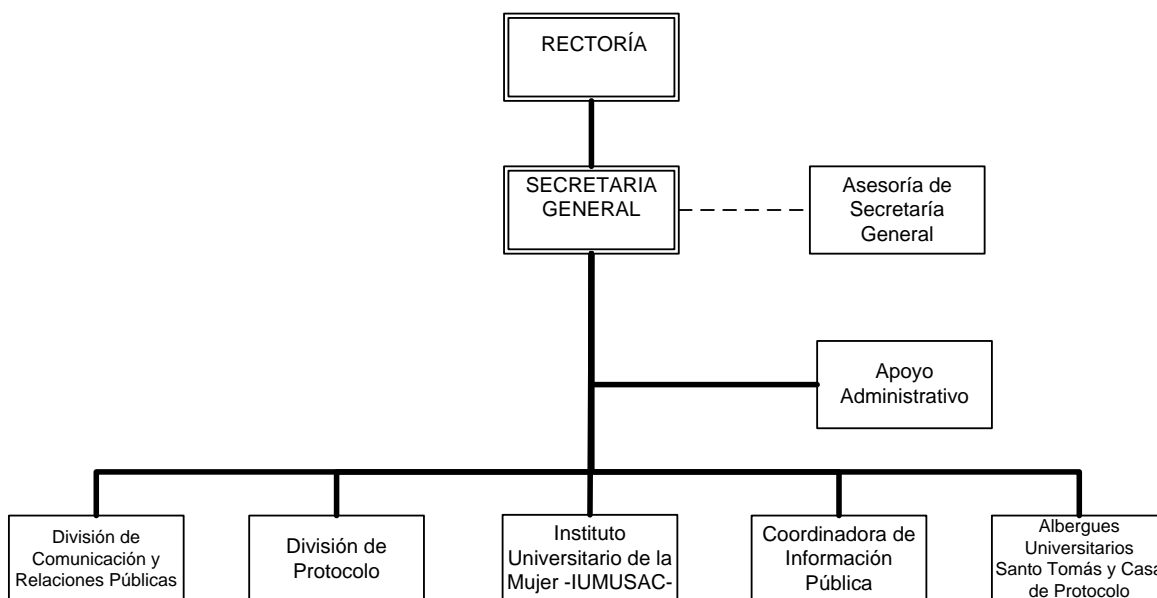 RECTORÍA
SECRETARIA
GENERAL
Asesoría de
Secretaría
General
Apoyo
Administrativo
División de
Comunicación y
Relaciones Públicas
División de
Protocolo
Instituto
Universitario de la
Mujer -IUMUSAC-
Coordinadora de
Información
Pública
Albergues
Universitarios
Santo Tomás y Casa
de Protocolo